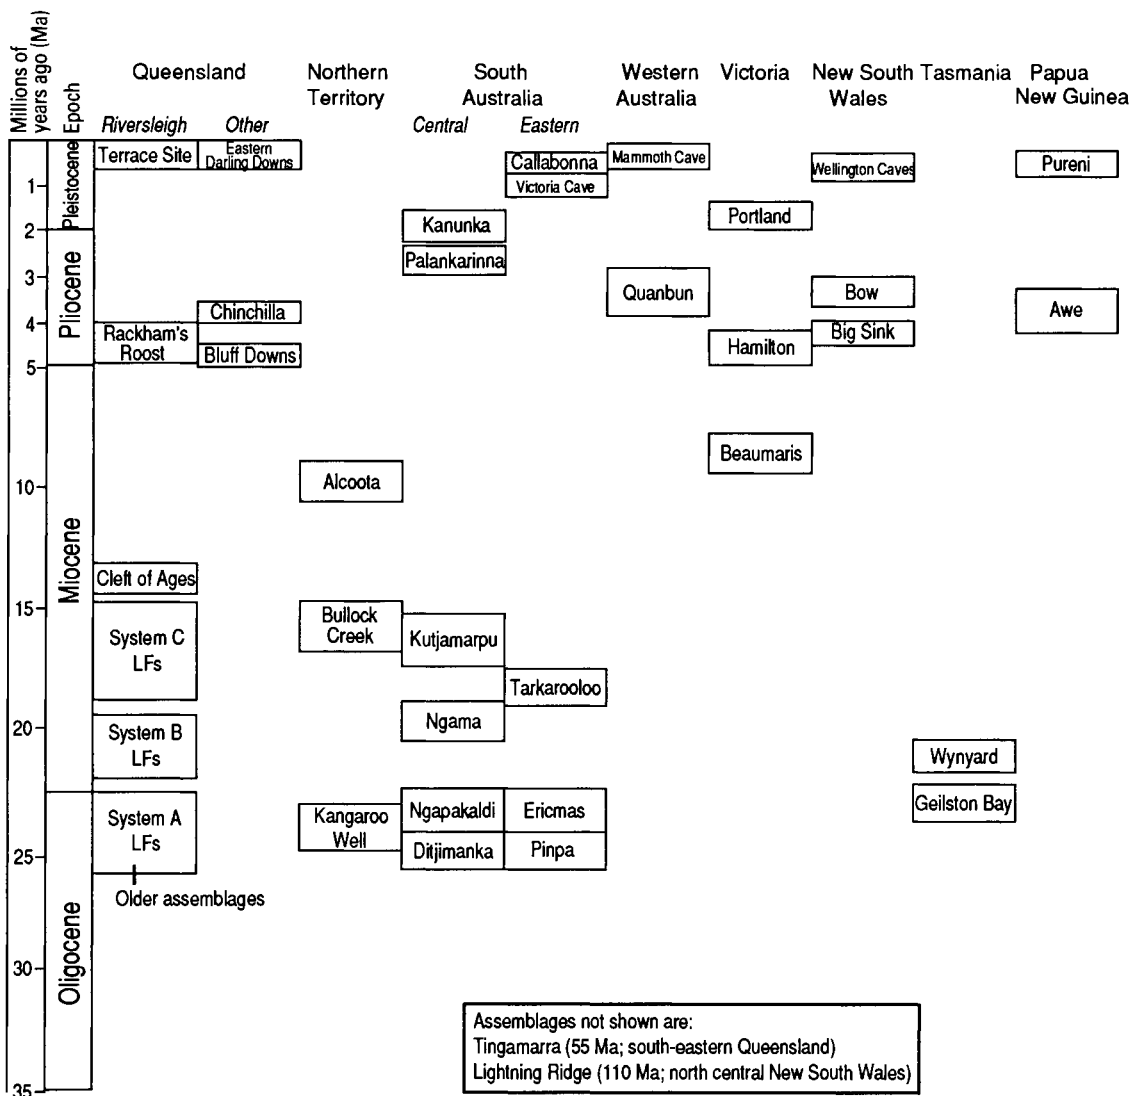 Millions of
years ago (Ma)
Epoch
Queensland
Northern
Territory
South
Australia
Western
Australia
Victoria
New South
Wales
Tasmania
Papua
New Guinea
Riversleigh
Other
Central
Eastern
Pleistocene
Pliocene
Miocene
Oligocene
1
2
3
4
5
10
15
20
25
30
35
Terrace Site
Eastern
Darling Downs
Callabonna
Victoria Cave
Mammoth Cave
Wellington Caves
Pureni
Kanunka
Portland
Palankarinna
Quanbun
Bow
Awe
Chinchilla
Rackham's
Roost
Bluff Downs
Hamilton
Big Sink
Beaumaris
Alcoota
Cleft of Ages
System C
LFs
Bullock
Creek
Kutjamarpu
Tarkarooloo
Ngama
System B
LFs
Wynyard
System A
LFs
Kangaroo
Well
Ngapakaldi
Ericmas
Geilston Bay
Ditjimanka
Pinpa
Older assemblages
Assemblages not shown are:
Tingamarra (55 Ma; south-eastern Queensland)
Lightning Ridge (110 Ma; north central New South Wales)